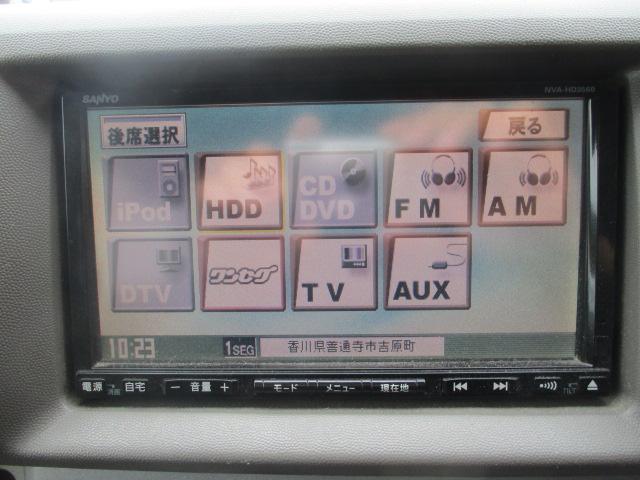 SANYO NVA-HD3560
後席選択 戻る
iPod HDD CD DVD FM AM
DTV ワンセグ TV AUX
10:23 1SEG 香川県善通寺市吉原町
電源 自宅 － 音量 ＋ モード メニュー 現在地